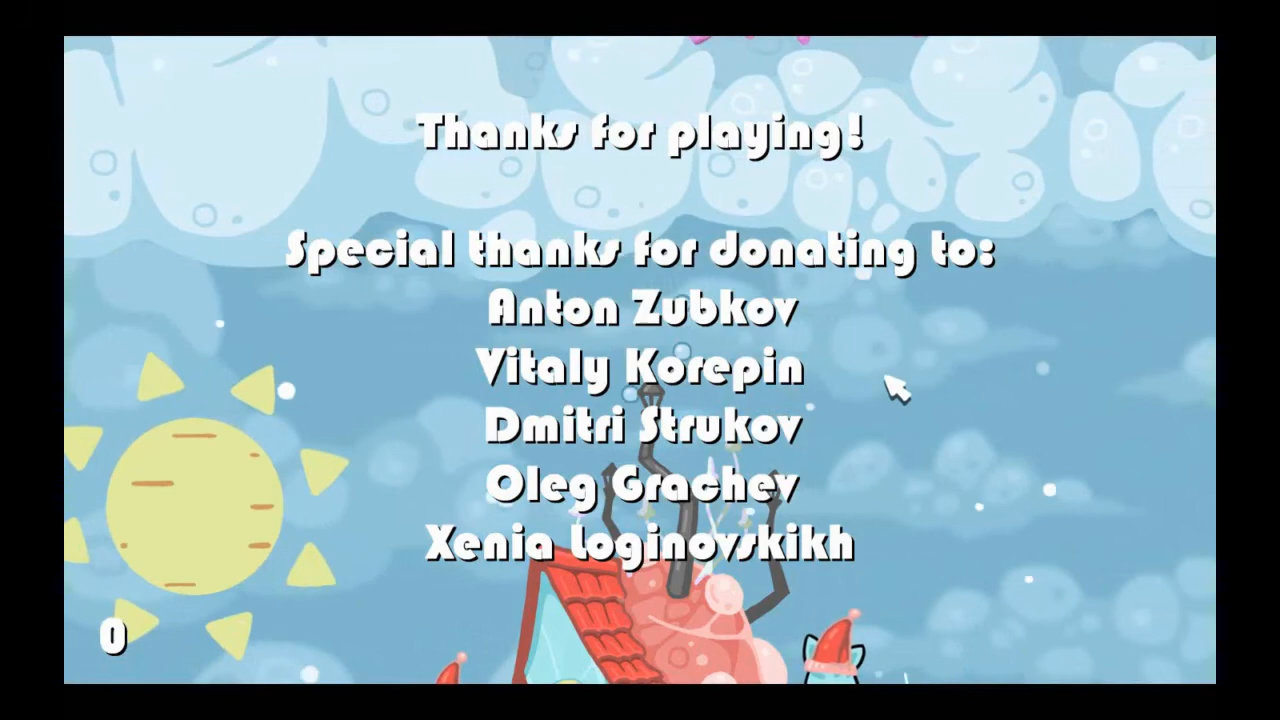 Thanks for playing!
Special thanks for donating to:
Anton Zubkov
Vitaly Korepin
Dmitri Strukov
Oleg Grachev
Xenia Loginovskikh
0